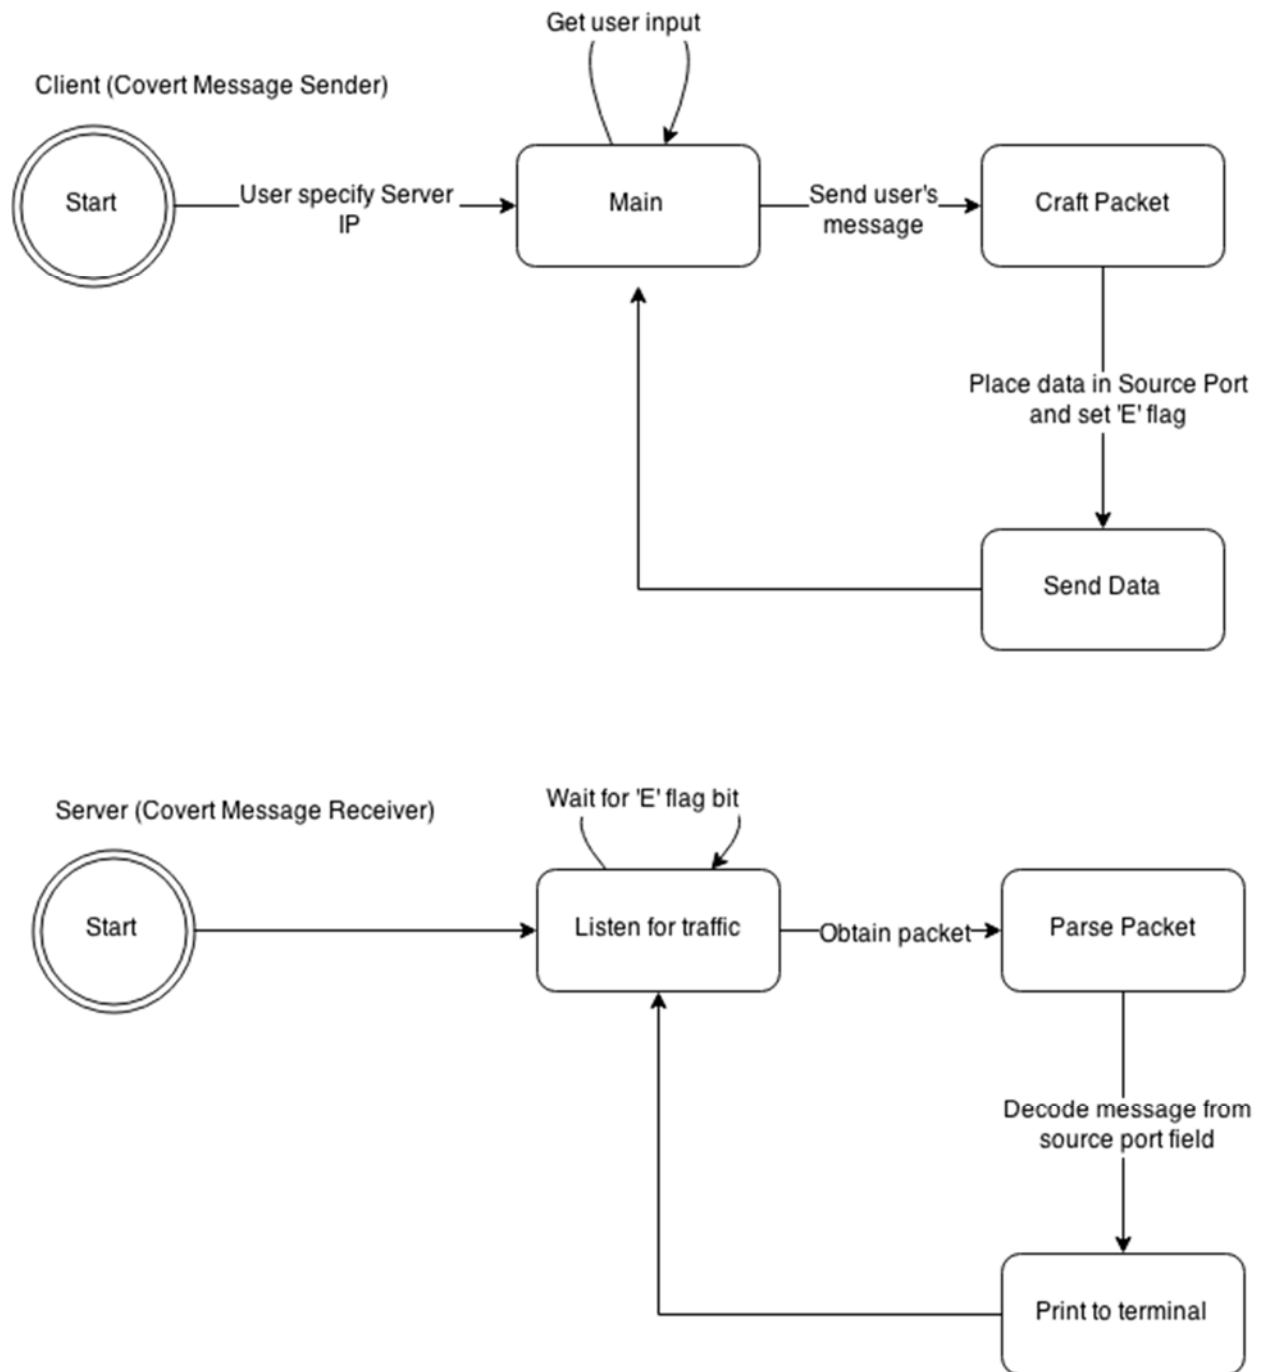 Get user input
Client (Covert Message Sender)
Start
User specify Server
IP
Main
Send user's
message
Craft Packet
Place data in Source Port
and set 'E' flag
Send Data
Server (Covert Message Receiver)
Wait for 'E' flag bit
Start
Listen for traffic
Obtain packet
Parse Packet
Decode message from
source port field
Print to terminal